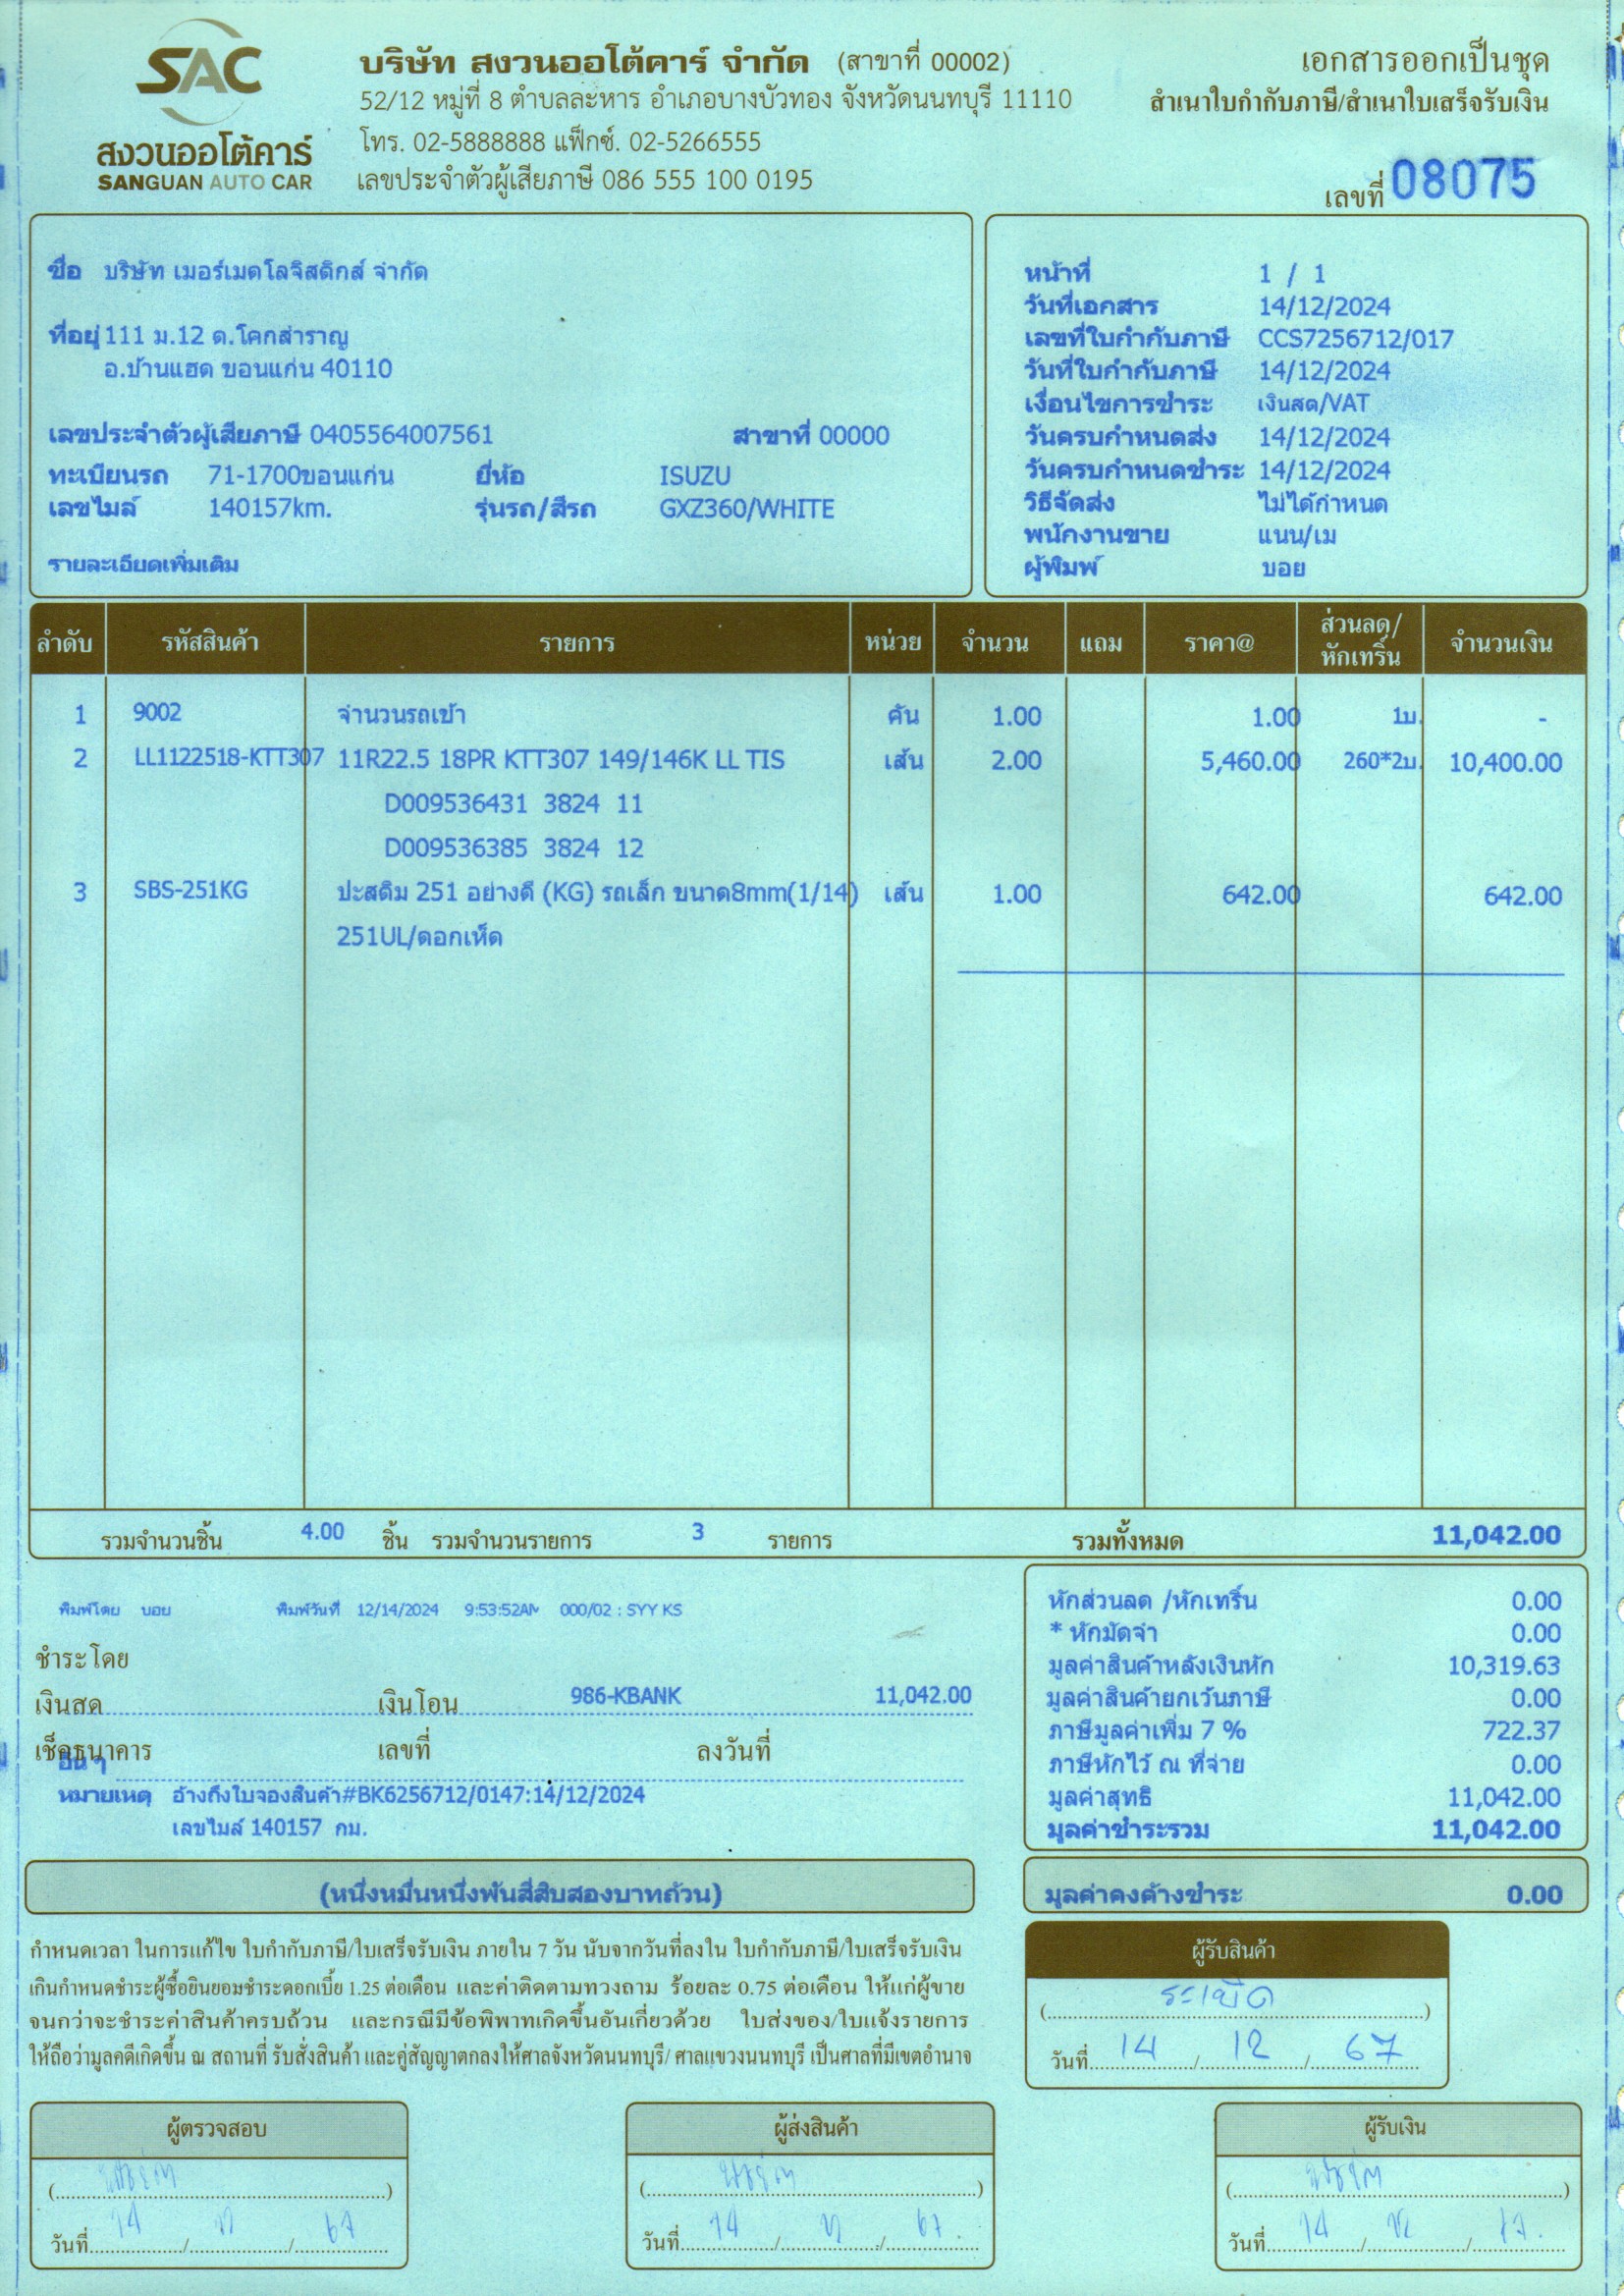 SAC
สงวนออโต้คาร์
SANGUAN AUTO CAR
บริษัท สงวนออโต้คาร์ จำกัด (สาขาที่ 00002)
52/12 หมู่ที่ 8 ตำบลละหาร อำเภอบางบัวทอง จังหวัดนนทบุรี 11110
โทร. 02-5888888 แฟ็กซ์. 02-5266555
เลขประจำตัวผู้เสียภาษี 086 555 100 0195
เอกสารออกเป็นชุด
สำเนาใบกำกับภาษี/สำเนาใบเสร็จรับเงิน
เลขที่ 08075
ชื่อ บริษัท เมอร์เมดโลจิสติกส์ จำกัด
ที่อยู่ 111 ม.12 ต.โคกสำราญ
อ.บ้านแฮด ขอนแก่น 40110
เลขประจำตัวผู้เสียภาษี 0405564007561 สาขาที่ 00000
ทะเบียนรถ 71-1700ขอนแก่น ยี่ห้อ ISUZU
เลขไมล์ 140157km. รุ่นรถ/สีรถ GXZ360/WHITE
รายละเอียดเพิ่มเติม
หน้าที่ 1 / 1
วันที่เอกสาร 14/12/2024
เลขที่ใบกำกับภาษี CCS7256712/017
วันที่ใบกำกับภาษี 14/12/2024
เงื่อนไขการชำระ เงินสด/VAT
วันครบกำหนดส่ง 14/12/2024
วันครบกำหนดชำระ 14/12/2024
วิธีจัดส่ง ไม่ได้กำหนด
พนักงานขาย แนน/เม
ผู้พิมพ์ บอย
ลำดับ รหัสสินค้า รายการ หน่วย จำนวน แถม ราคา@ ส่วนลด/หักเทริ์น จำนวนเงิน
1 9002 จำนวนรถเข้า คัน 1.00 1.00 1บ. -
2 LL1122518-KTT307 11R22.5 18PR KTT307 149/146K LL TIS เส้น 2.00 5,460.00 260*2บ. 10,400.00
D009536431 3824 11
D009536385 3824 12
3 SBS-251KG ปะสติม 251 อย่างดี (KG) รถเล็ก ขนาด8mm(1/14) เส้น 1.00 642.00 642.00
251UL/ดอกเห็ด
รวมจำนวนชิ้น 4.00 ชิ้น รวมจำนวนรายการ 3 รายการ รวมทั้งหมด 11,042.00
พิมพ์โดย บอย พิมพ์วันที่ 12/14/2024 9:53:52AM 000/02 : SYY KS
ชำระโดย
เงินสด เงินโอน 986-KBANK 11,042.00
เช็คธนาคาร เลขที่ ลงวันที่
อื่น ๆ
หมายเหตุ อ้างถึงใบจองสินค้า#BK6256712/0147:14/12/2024
เลขไมล์ 140157 กม.
หักส่วนลด /หักเทริ์น 0.00
* หักมัดจำ 0.00
มูลค่าสินค้าหลังเงินหัก 10,319.63
มูลค่าสินค้ายกเว้นภาษี 0.00
ภาษีมูลค่าเพิ่ม 7 % 722.37
ภาษีหักไว้ ณ ที่จ่าย 0.00
มูลค่าสุทธิ 11,042.00
มูลค่าชำระรวม 11,042.00
(หนึ่งหมื่นหนึ่งพันสี่สิบสองบาทถ้วน)
มูลค่าคงค้างชำระ 0.00
กำหนดเวลา ในการแก้ไข ใบกำกับภาษี/ใบเสร็จรับเงิน ภายใน 7 วัน นับจากวันที่ลงใน ใบกำกับภาษี/ใบเสร็จรับเงิน
เกินกำหนดชำระผู้ซื้อยินยอมชำระดอกเบี้ย 1.25 ต่อเดือน และค่าติดตามทวงถาม ร้อยละ 0.75 ต่อเดือน ให้แก่ผู้ขาย
จนกว่าจะชำระค่าสินค้าครบถ้วน และกรณีมีข้อพิพาทเกิดขึ้นอันเกี่ยวด้วย ใบส่งของ/ใบแจ้งรายการ
ให้ถือว่ามูลคดีเกิดขึ้น ณ สถานที่ รับสั่งสินค้า และคู่สัญญาตกลงให้ศาลจังหวัดนนทบุรี/ ศาลแขวงนนทบุรี เป็นศาลที่มีเขตอำนาจ
ผู้รับสินค้า
(ระเบิด)
วันที่ 14 / 12 / 67
ผู้ตรวจสอบ
วันที่ 14 / 12 / 67
ผู้ส่งสินค้า
วันที่ 14 / 12 / 67
ผู้รับเงิน
วันที่ 14 / 12 / 67